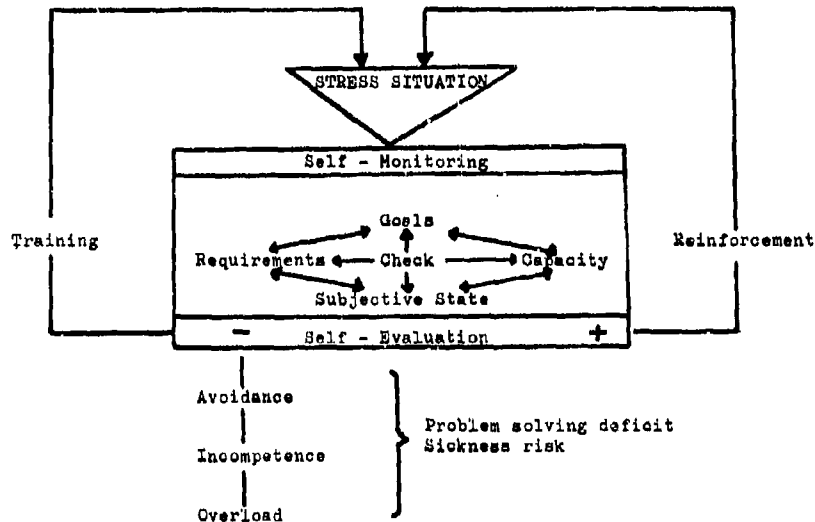 STRESS SITUATION
Self - Monitoring
Goals
Training
Reinforcement
Requirements Check Capacity
Subjective State
- Self - Evaluation +
Avoidance
Problem solving deficit
Sickness risk
Incompetence
Overload